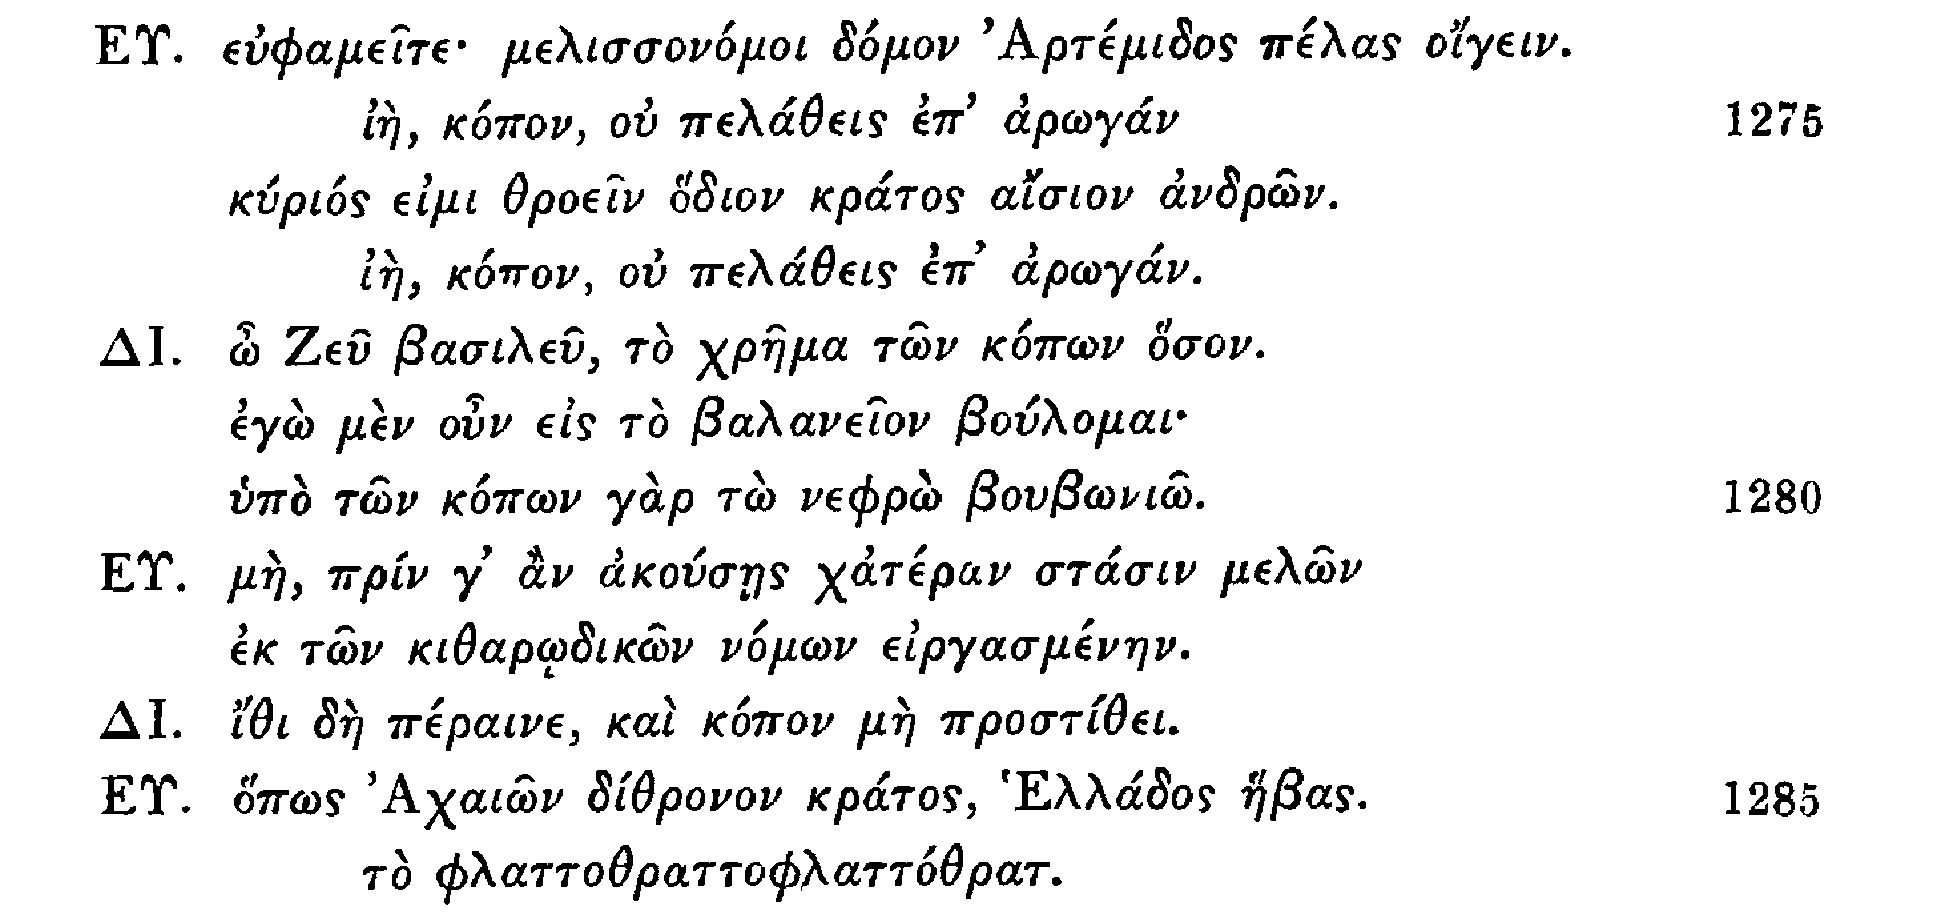 ΕΥ. εὐφαμεῖτε· μελισσονόμοι δόμον Ἀρτέμιδος πέλας οἴγειν.
ἰὴ, κόπον, οὐ πελάθεις ἐπ’ ἀρωγάν 1275
κύριός εἰμι θροεῖν ὅδιον κράτος αἴσιον ἀνδρῶν.
ἰὴ, κόπον, οὐ πελάθεις ἐπ’ ἀρωγάν.
ΔΙ. ὦ Ζεῦ βασιλεῦ, τὸ χρῆμα τῶν κόπων ὅσον.
ἐγὼ μὲν οὖν εἰς τὸ βαλανεῖον βούλομαι·
ὑπὸ τῶν κόπων γὰρ τὼ νεφρὼ βουβωνιῶ. 1280
ΕΥ. μὴ, πρίν γ’ ἂν ἀκούσῃς χἀτέραν στάσιν μελῶν
ἐκ τῶν κιθαρῳδικῶν νόμων εἰργασμένην.
ΔΙ. ἴθι δὴ πέραινε, καὶ κόπον μὴ προστίθει.
ΕΥ. ὅπως Ἀχαιῶν δίθρονον κράτος, Ἑλλάδος ἥβας. 1285
τὸ φλαττοθραττοφλαττόθρατ.